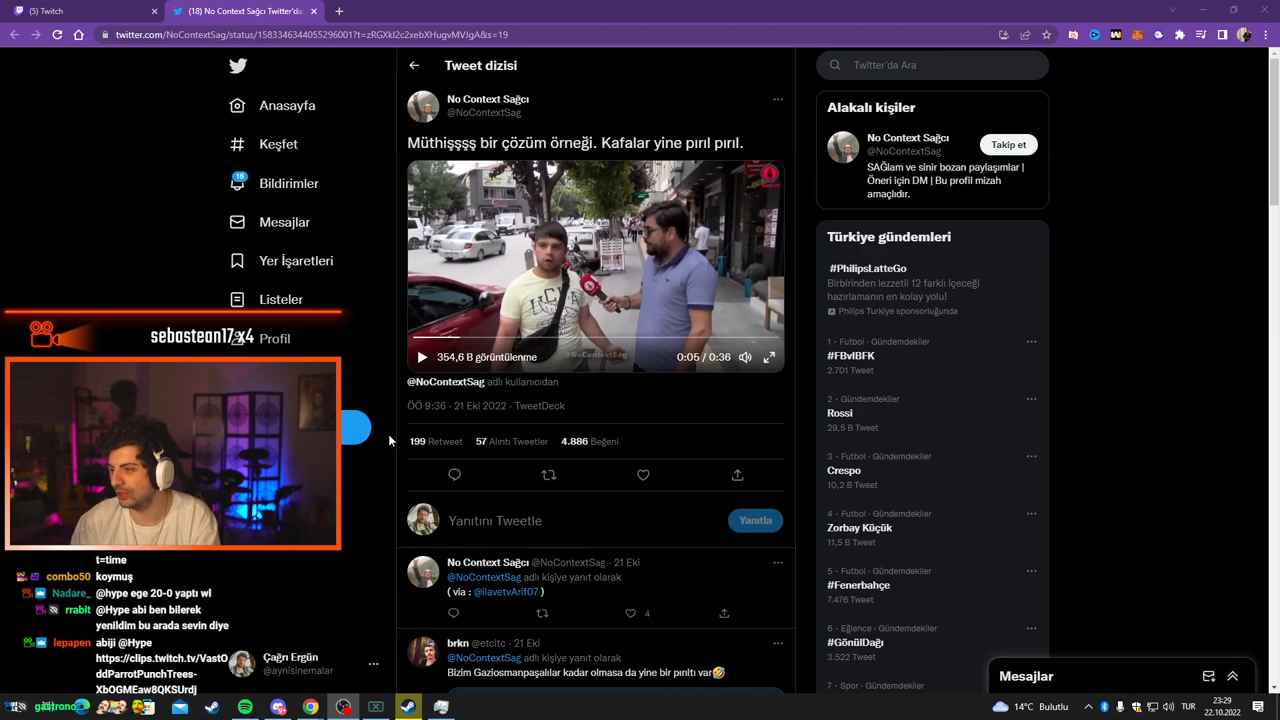 (5) Twitch
(18) No Context Sağcı Twitter'da:
twitter.com/NoContextSag/status/1583346344055296001?t=zRGXkl2c2xebXHugvMVJgA&s=19
Anasayfa
Keşfet
18
Bildirimler
Mesajlar
Yer İşaretleri
Listeler
Profil
sebastean17x4
t=time
combo50 koymuş
Nadare_ @hype ege 20-0 yaptı wl
rrabit @Hype abi ben bilerek
yenildim bu arada sevin diye
lepapen abiji @Hype
https://clips.twitch.tv/VastO
ddParrotPunchTrees-
XbOGMEaw8QKSUrdj
Çağrı Ergün
@aynisinemalar
Tweet dizisi
No Context Sağcı
@NoContextSag
Müthişşşş bir çözüm örneği. Kafalar yine pırıl pırıl.
@NoContextSag
354,6 B görüntülenme
0:05 / 0:36
@NoContextSag adlı kullanıcıdan
ÖÖ 9:36 · 21 Eki 2022 · TweetDeck
199 Retweet 57 Alıntı Tweetler 4.886 Beğeni
Yanıtını Tweetle
Yanıtla
No Context Sağcı @NoContextSag · 21 Eki
@NoContextSag adlı kişiye yanıt olarak
( via : @ilavetvArif07 )
4
brkn @etcitc · 21 Eki
@NoContextSag adlı kişiye yanıt olarak
Bizim Gaziosmanpaşalılar kadar olmasa da yine bir pırıltı var🤣
Twitter'da Ara
Alakalı kişiler
No Context Sağcı
@NoContextSag
Takip et
SAĞlam ve sinir bozan paylaşımlar |
Öneri için DM | Bu profil mizah
amaçlıdır.
Türkiye gündemleri
#PhilipsLatteGo
Birbirinden lezzetli 12 farklı içeceği
hazırlamanın en kolay yolu!
Philips Turkiye sponsorluğunda
1 · Futbol · Gündemdekiler
#FBvIBFK
2.701 Tweet
2 · Gündemdekiler
Rossi
29,5 B Tweet
3 · Futbol · Gündemdekiler
Crespo
10,2 B Tweet
4 · Futbol · Gündemdekiler
Zorbay Küçük
11,5 B Tweet
5 · Futbol · Gündemdekiler
#Fenerbahçe
7.476 Tweet
6 · Eğlence · Gündemdekiler
#GönülDağı
3.522 Tweet
7 · Spor · Gündemdekiler
Mesajlar
14°C Bulutlu
TUR
23:29
22.10.2022